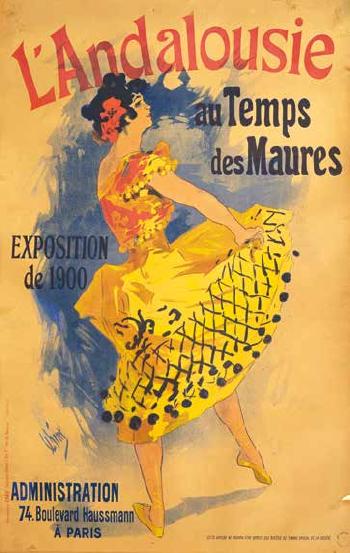 L'Andalousie
au Temps
des Maures
EXPOSITION
de 1900
ADMINISTRATION
74. Boulevard Haussmann
À PARIS